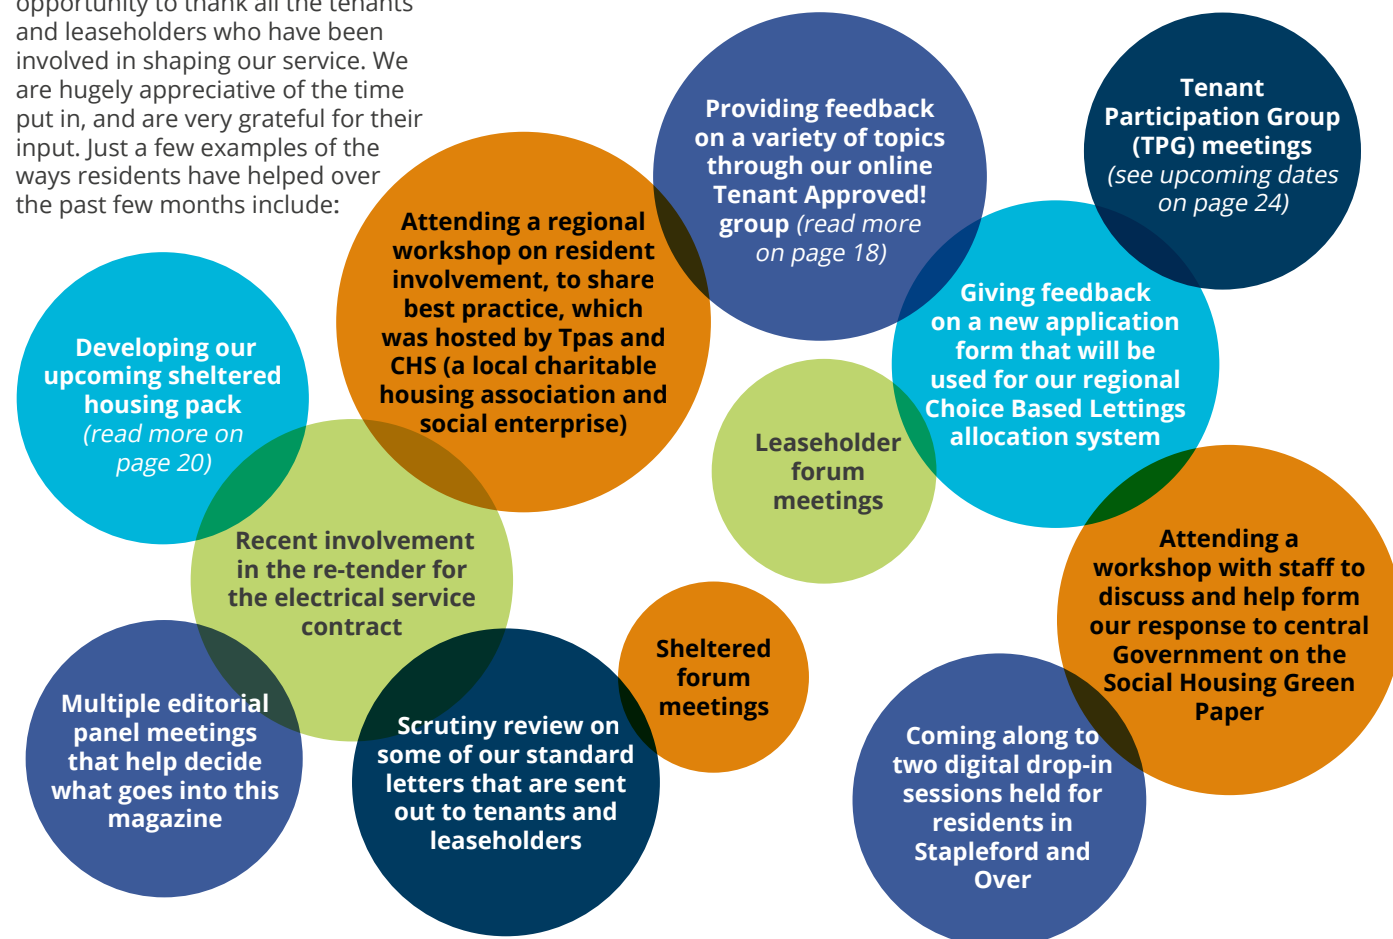 opportunity to thank all the tenants
and leaseholders who have been
involved in shaping our service. We
are hugely appreciative of the time
put in, and are very grateful for their
input. Just a few examples of the
ways residents have helped over
the past few months include:
Developing our
upcoming sheltered
housing pack
(read more on
page 20)
Attending a regional
workshop on resident
involvement, to share
best practice, which
was hosted by Tpas and
CHS (a local charitable
housing association and
social enterprise)
Providing feedback
on a variety of topics
through our online
Tenant Approved!
group (read more
on page 18)
Tenant
Participation Group
(TPG) meetings
(see upcoming dates
on page 24)
Giving feedback
on a new application
form that will be
used for our regional
Choice Based Lettings
allocation system
Leaseholder
forum
meetings
Recent involvement
in the re-tender for
the electrical service
contract
Sheltered
forum
meetings
Attending a
workshop with staff to
discuss and help form
our response to central
Government on the
Social Housing Green
Paper
Multiple editorial
panel meetings
that help decide
what goes into this
magazine
Scrutiny review on
some of our standard
letters that are sent
out to tenants and
leaseholders
Coming along to
two digital drop-in
sessions held for
residents in
Stapleford and
Over